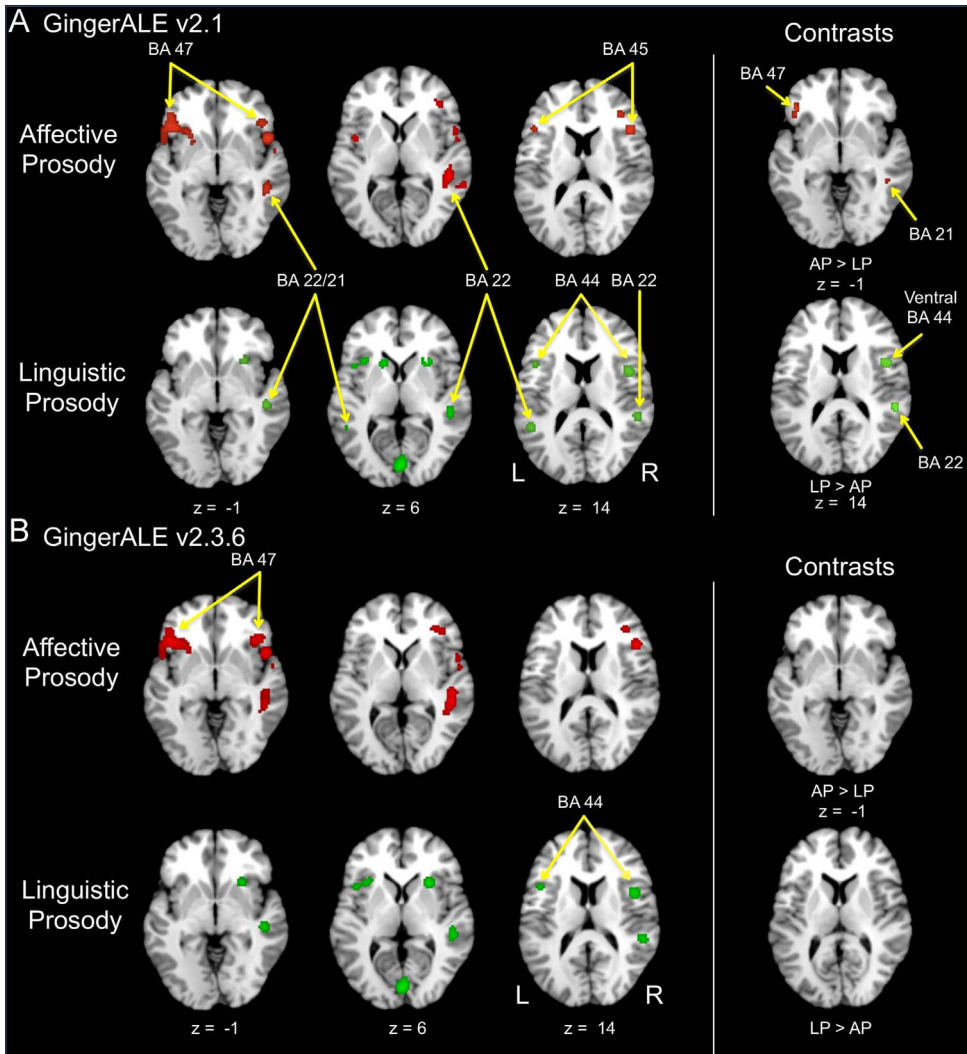 A GingerALE v2.1
Contrasts
BA 47
BA 45
BA 47
Affective
Prosody
BA 21
AP > LP
z = -1
BA 22/21
BA 22
BA 44
BA 22
Ventral
BA 44
Linguistic
Prosody
BA 22
L
R
LP > AP
z = 14
z = -1
z = 6
z = 14
B GingerALE v2.3.6
BA 47
Contrasts
Affective
Prosody
AP > LP
z = -1
BA 44
Linguistic
Prosody
L
R
z = -1
z = 6
z = 14
LP > AP